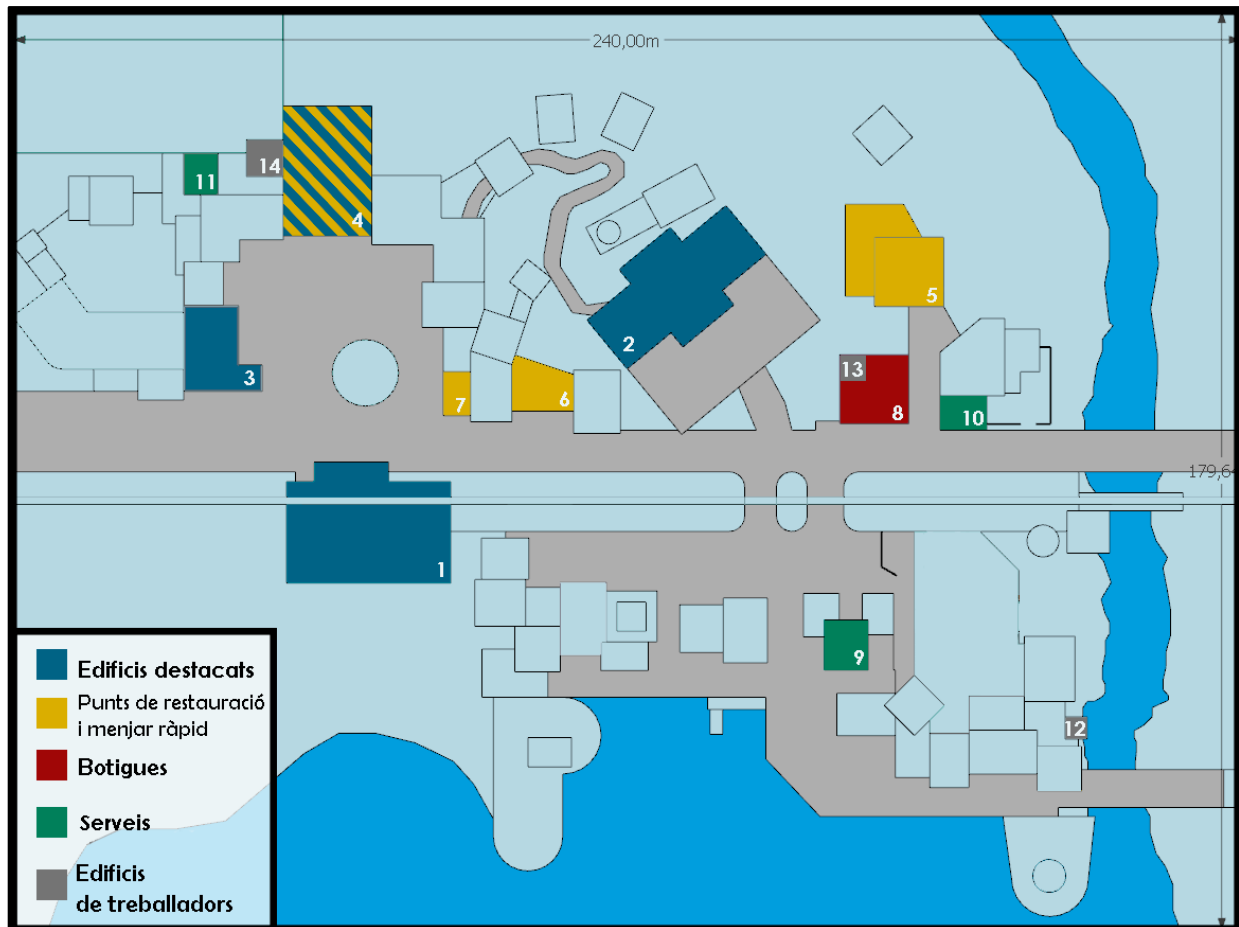 240,00m
14
11
4
5
2
13
3
7
6
8
10
179,6
1
9
12
Edificis destacats
Punts de restauració
i menjar ràpid
Botigues
Serveis
Edificis
de treballadors